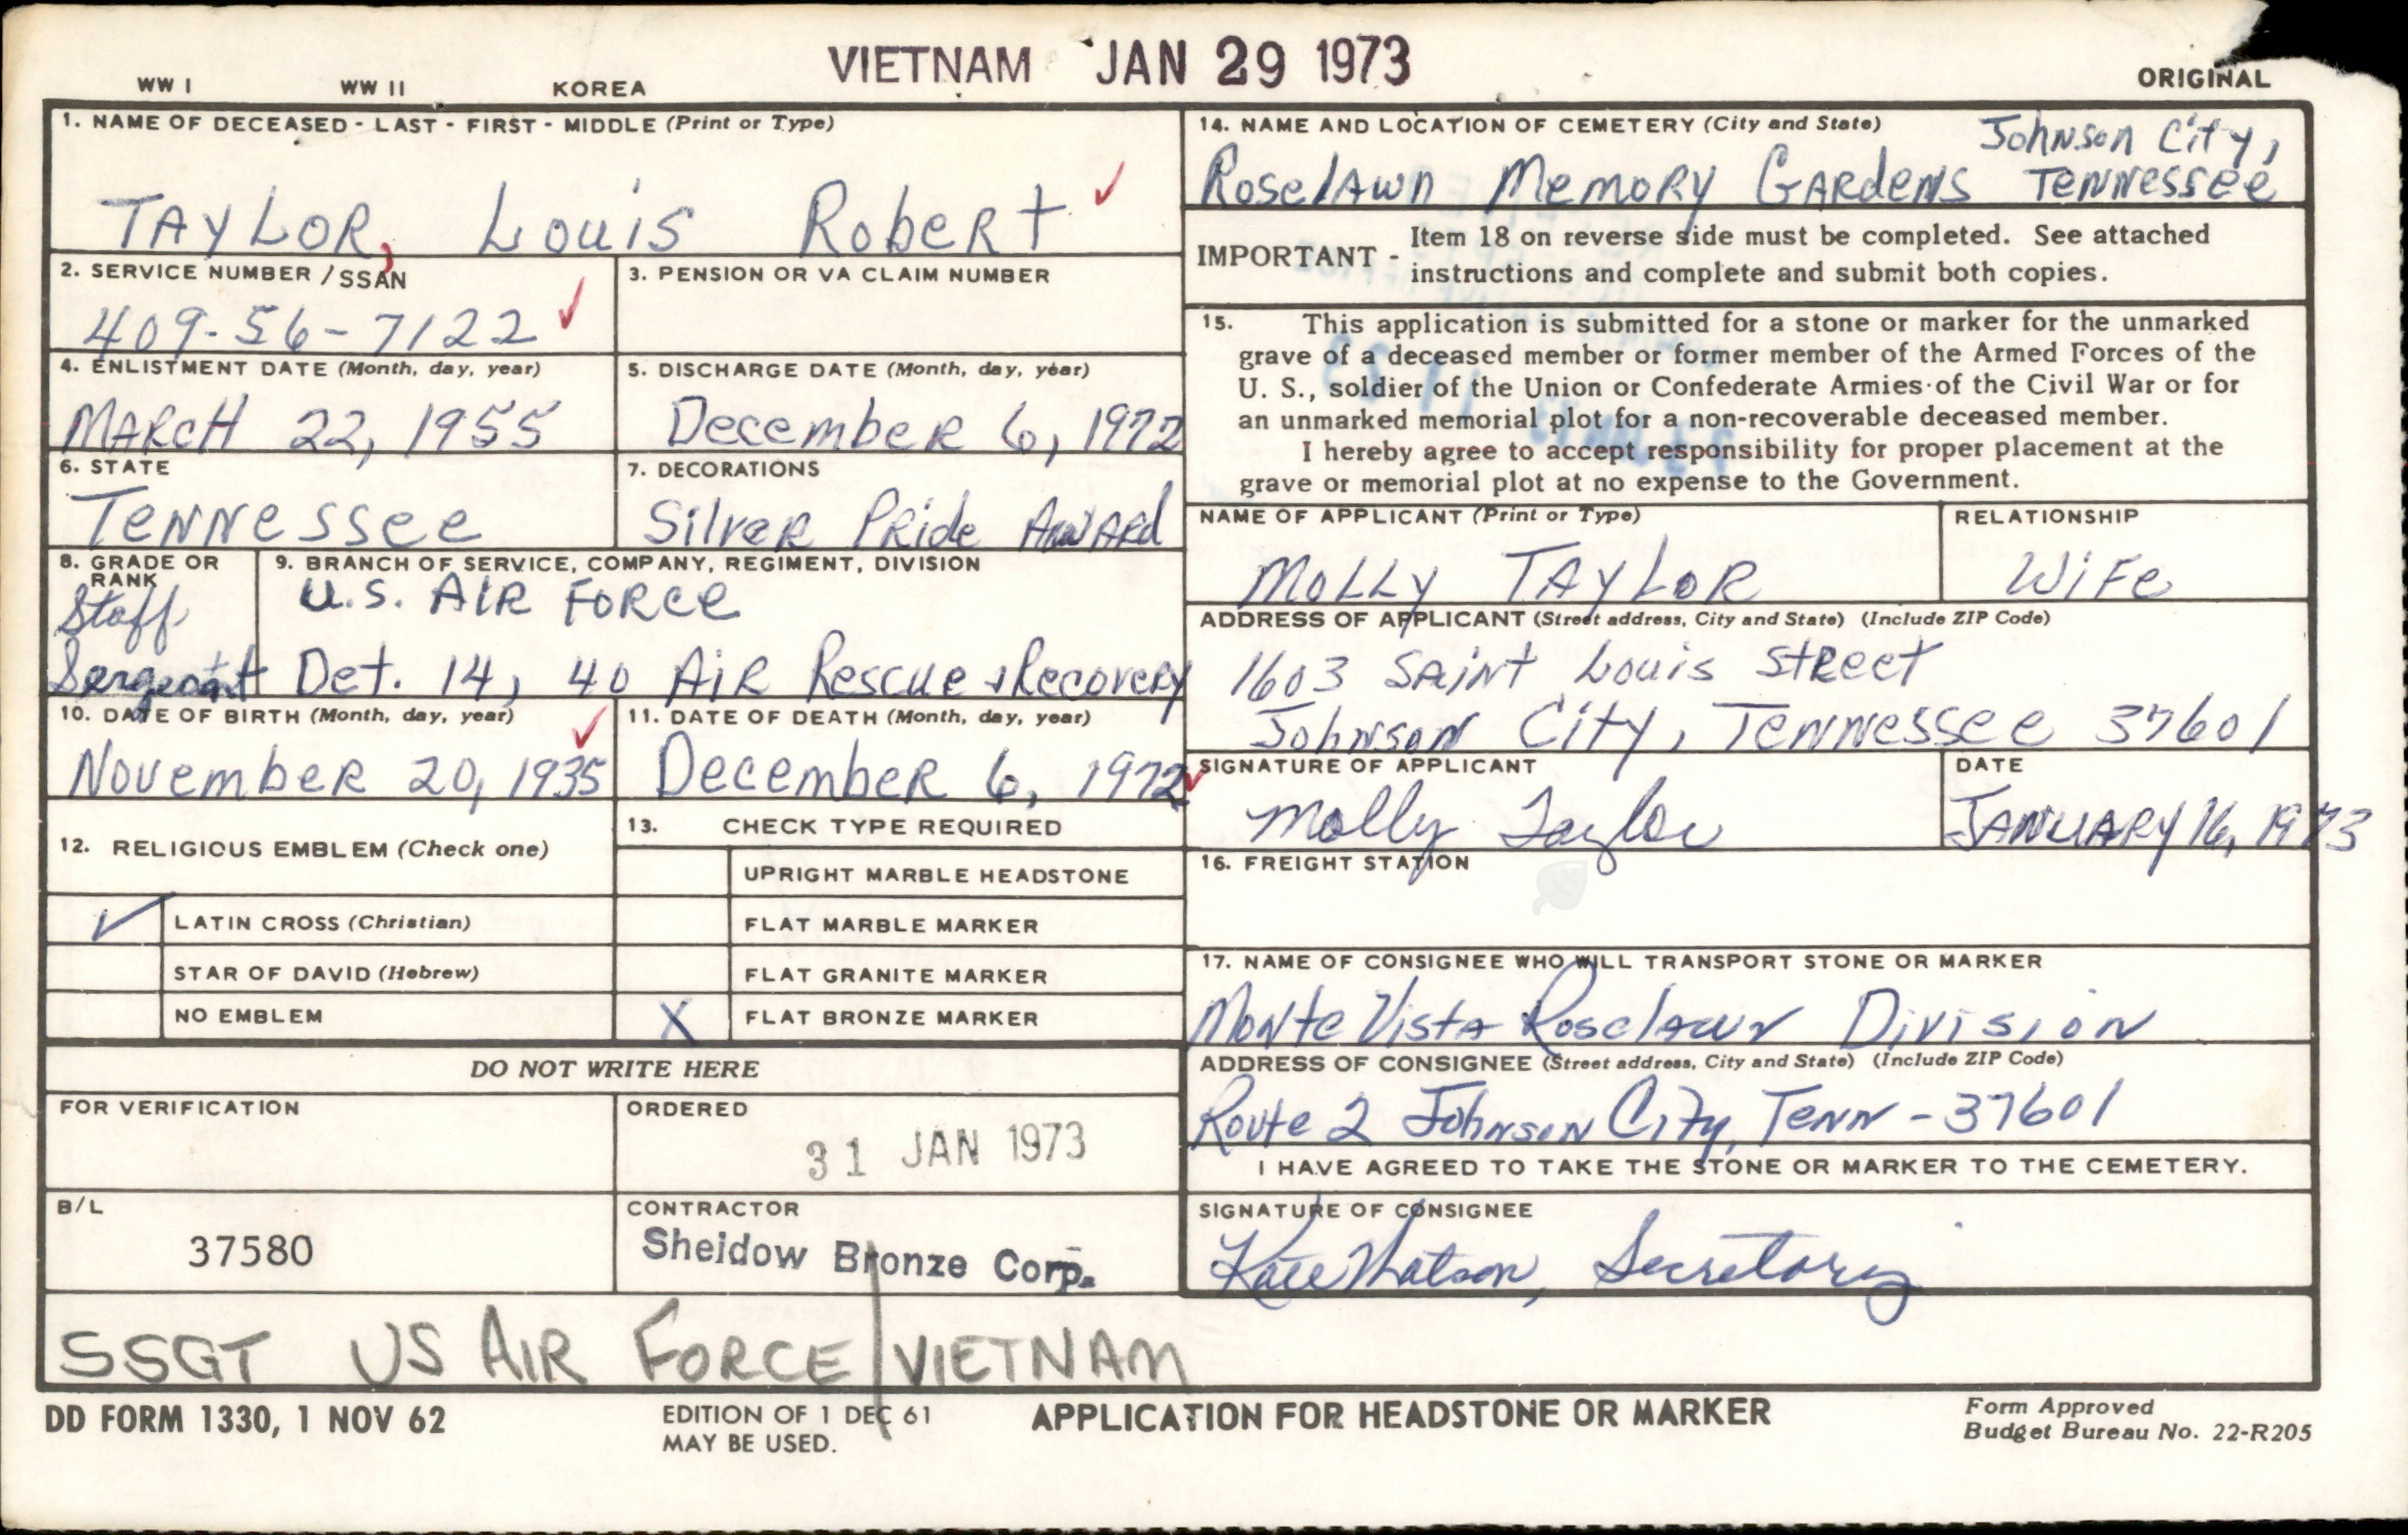 VIETNAM JAN 29 1973
WW I WW II KOREA ORIGINAL
1. NAME OF DECEASED - LAST - FIRST - MIDDLE (Print or Type)
TAYLOR, Louis Robert
2. SERVICE NUMBER / SSAN
409-56-7122
3. PENSION OR VA CLAIM NUMBER
4. ENLISTMENT DATE (Month, day, year)
MARCH 22, 1955
5. DISCHARGE DATE (Month, day, year)
December 6, 1972
6. STATE
Tennessee
7. DECORATIONS
Silver Pride Award
8. GRADE OR
RANK
Staff
Sergeant
9. BRANCH OF SERVICE, COMPANY, REGIMENT, DIVISION
U.S. AIR FORCE
Det. 14, 40 Air Rescue & Recovery
10. DATE OF BIRTH (Month, day, year)
November 20, 1935
11. DATE OF DEATH (Month, day, year)
December 6, 1972
12. RELIGIOUS EMBLEM (Check one)
LATIN CROSS (Christian)
STAR OF DAVID (Hebrew)
NO EMBLEM
13. CHECK TYPE REQUIRED
UPRIGHT MARBLE HEADSTONE
FLAT MARBLE MARKER
FLAT GRANITE MARKER
X FLAT BRONZE MARKER
DO NOT WRITE HERE
FOR VERIFICATION
ORDERED
31 JAN 1973
B/L
37580
CONTRACTOR
Sheidow Bronze Corp.
SSGT US AIR FORCE/VIETNAM
14. NAME AND LOCATION OF CEMETERY (City and State)
Johnson City,
Roselawn Memory Gardens Tennessee
IMPORTANT - Item 18 on reverse side must be completed. See attached
instructions and complete and submit both copies.
15. This application is submitted for a stone or marker for the unmarked
grave of a deceased member or former member of the Armed Forces of the
U. S., soldier of the Union or Confederate Armies of the Civil War or for
an unmarked memorial plot for a non-recoverable deceased member.
I hereby agree to accept responsibility for proper placement at the
grave or memorial plot at no expense to the Government.
NAME OF APPLICANT (Print or Type)
MOLLY TAYLOR
RELATIONSHIP
Wife
ADDRESS OF APPLICANT (Street address, City and State) (Include ZIP Code)
1603 Saint Louis Street
Johnson City, Tennessee 37601
SIGNATURE OF APPLICANT
Molly Taylor
DATE
January 16, 1973
16. FREIGHT STATION
17. NAME OF CONSIGNEE WHO WILL TRANSPORT STONE OR MARKER
Monte Vista Roselawn Division
ADDRESS OF CONSIGNEE (Street address, City and State) (Include ZIP Code)
Route 2 Johnson City, Tenn - 37601
I HAVE AGREED TO TAKE THE STONE OR MARKER TO THE CEMETERY.
SIGNATURE OF CONSIGNEE
Kate Watson, Secretary
DD FORM 1330, 1 NOV 62
EDITION OF 1 DEC 61
MAY BE USED.
APPLICATION FOR HEADSTONE OR MARKER
Form Approved
Budget Bureau No. 22-R205